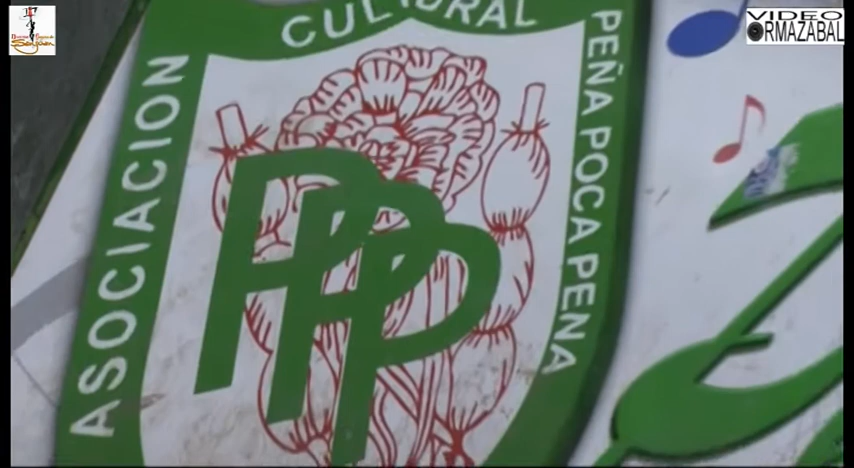 VIDEO
ORMAZABAL
ASOCIACION
CULTURAL
PEÑA POCA PENA
PPP